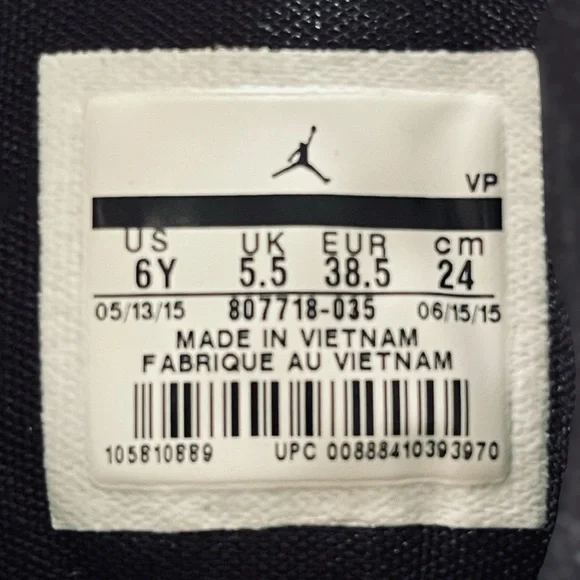 VP
US UK EUR cm
6Y 5.5 38.5 24
05/13/15 807718-035 06/15/15
MADE IN VIETNAM
FABRIQUE AU VIETNAM
105810889 UPC 00888410393970